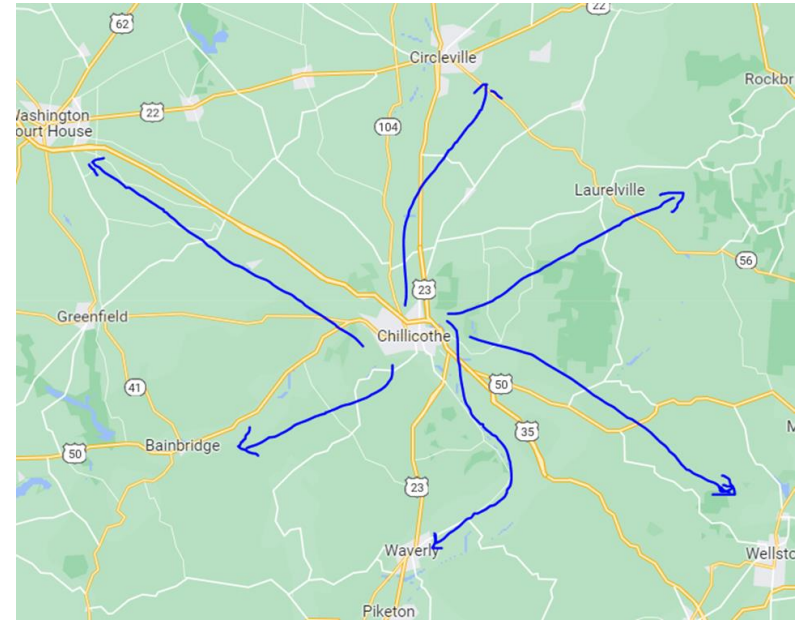 22
62
Circleville
Rockbr
22
Washington
Court House
104
Laurelville
56
23
Greenfield
Chillicothe
50
41
35
Bainbridge
50
23
Waverly
Wellsto
Piketon